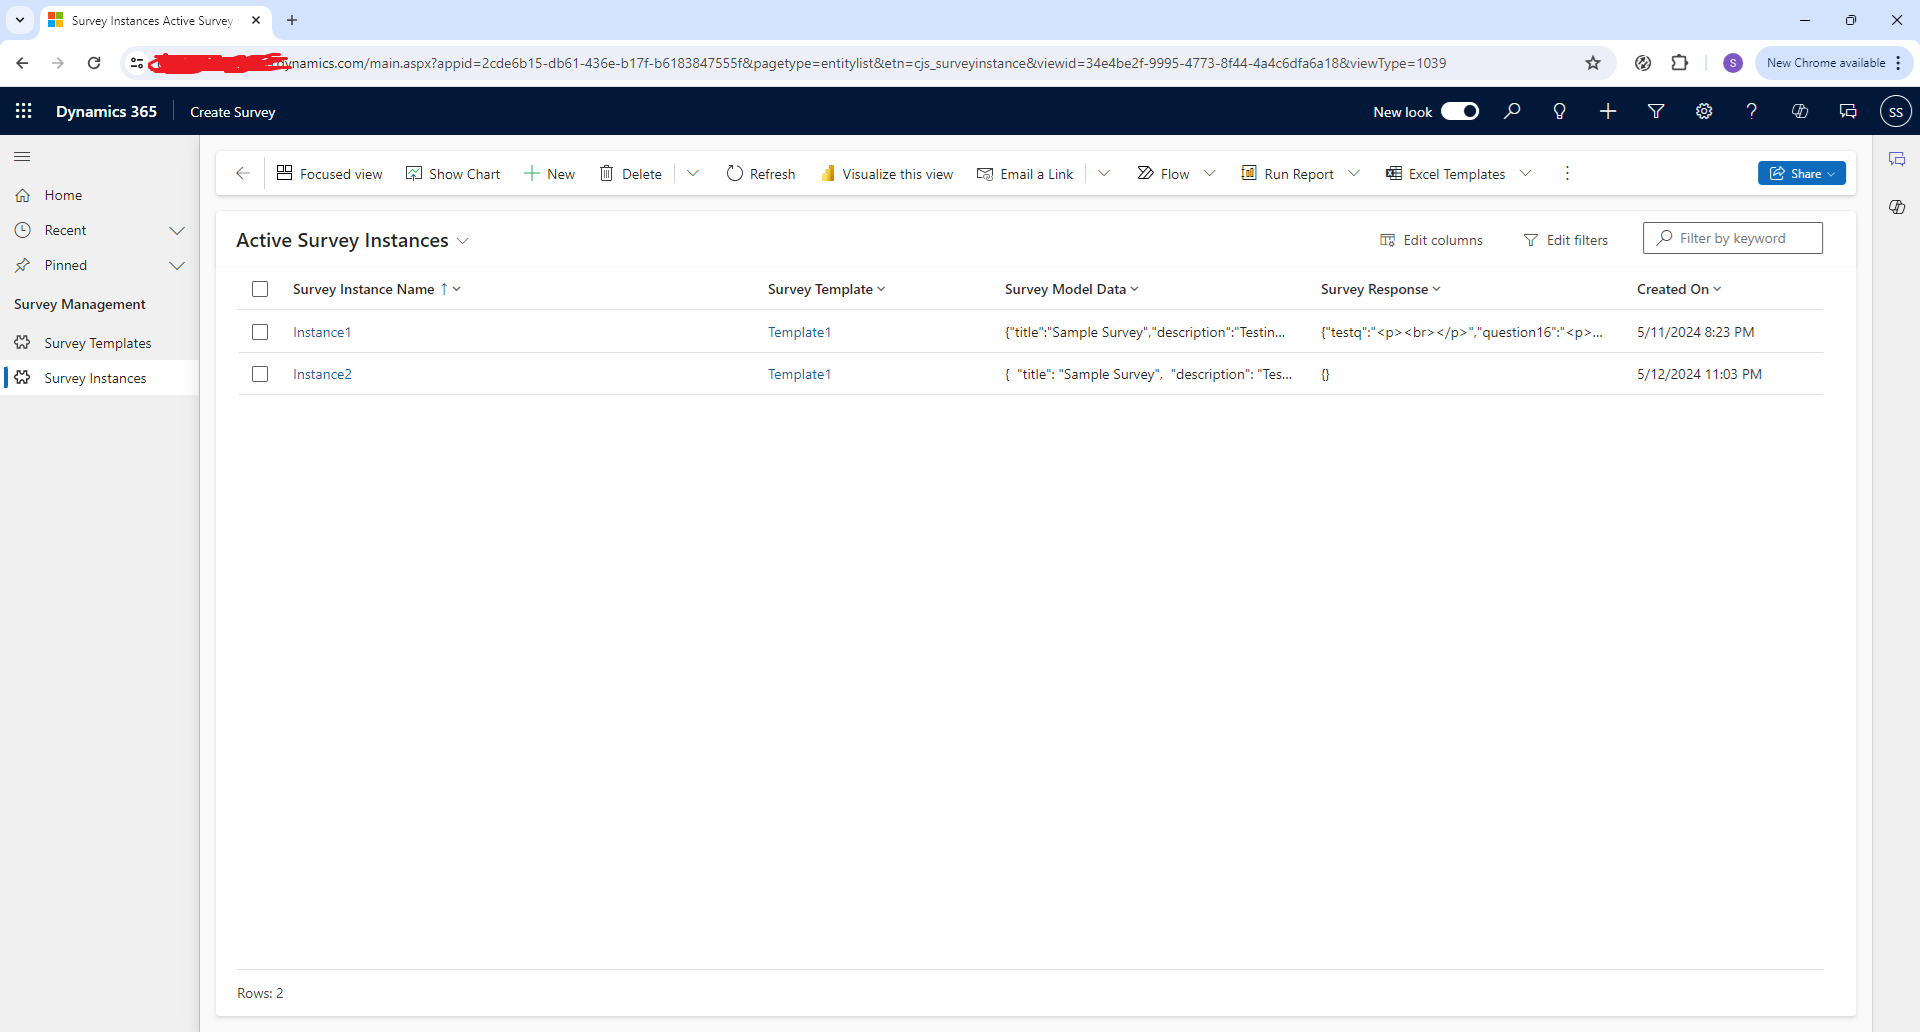 Survey Instances Active Survey
dynamics.com/main.aspx?appid=2cde6b15-db61-436e-b17f-b6183847555f&pagetype=entitylist&etn=cjs_surveyinstance&viewid=34e4be2f-9995-4773-8f44-4a4c6dfa6a18&viewType=1039
S
New Chrome available
Dynamics 365
Create Survey
New look
SS
Focused view
Show Chart
New
Delete
Refresh
Visualize this view
Email a Link
Flow
Run Report
Excel Templates
Share
Home
Recent
Pinned
Survey Management
Survey Templates
Survey Instances
Active Survey Instances
Edit columns
Edit filters
Filter by keyword
Survey Instance Name ↑ Survey Template Survey Model Data Survey Response Created On
Instance1 Template1 {"title":"Sample Survey","description":"Testin... {"testq":"<p><br></p>","question16":"<p>... 5/11/2024 8:23 PM
Instance2 Template1 { "title": "Sample Survey", "description": "Tes... {} 5/12/2024 11:03 PM
Rows: 2